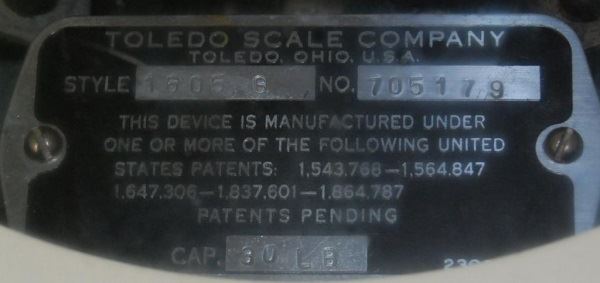 TOLEDO SCALE COMPANY
TOLEDO, OHIO, U.S.A.
STYLE 1605 G NO. 705179
THIS DEVICE IS MANUFACTURED UNDER
ONE OR MORE OF THE FOLLOWING UNITED
STATES PATENTS: 1,543,768—1,564,847
1,647,306—1,837,601—1,864,787
PATENTS PENDING
CAP. 30 LB